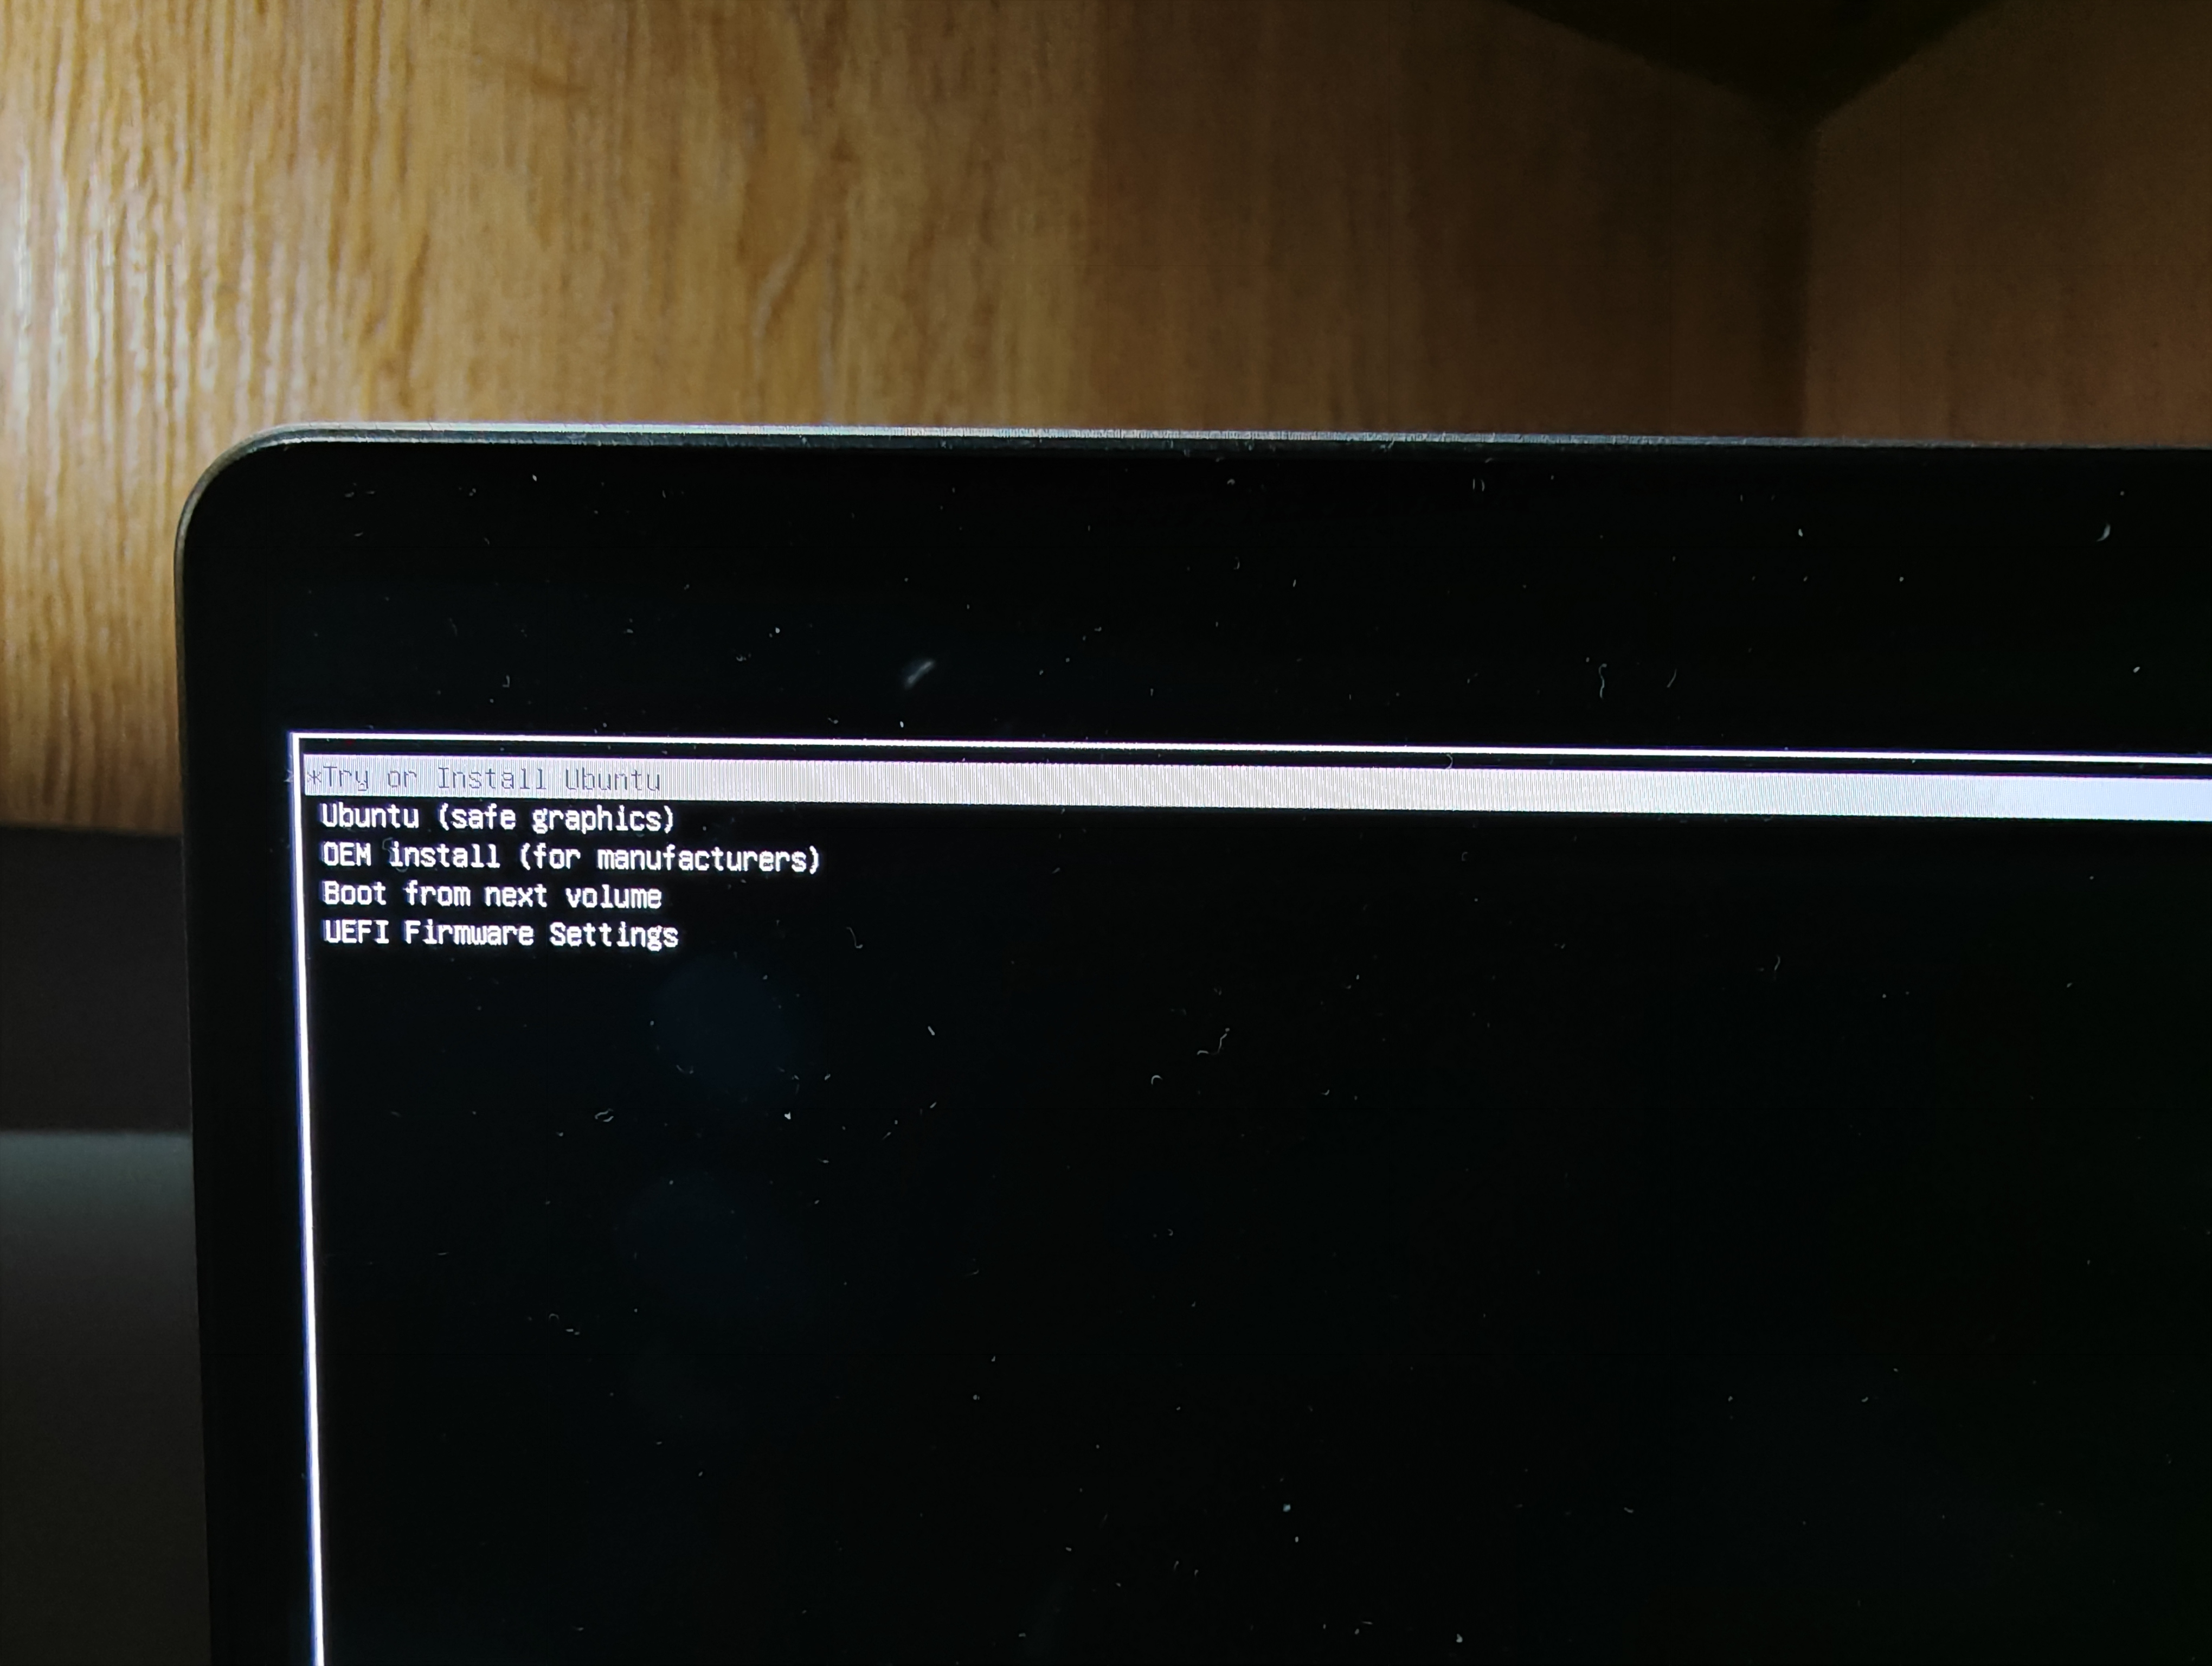 *Try or Install Ubuntu
Ubuntu (safe graphics)
OEM install (for manufacturers)
Boot from next volume
UEFI Firmware Settings